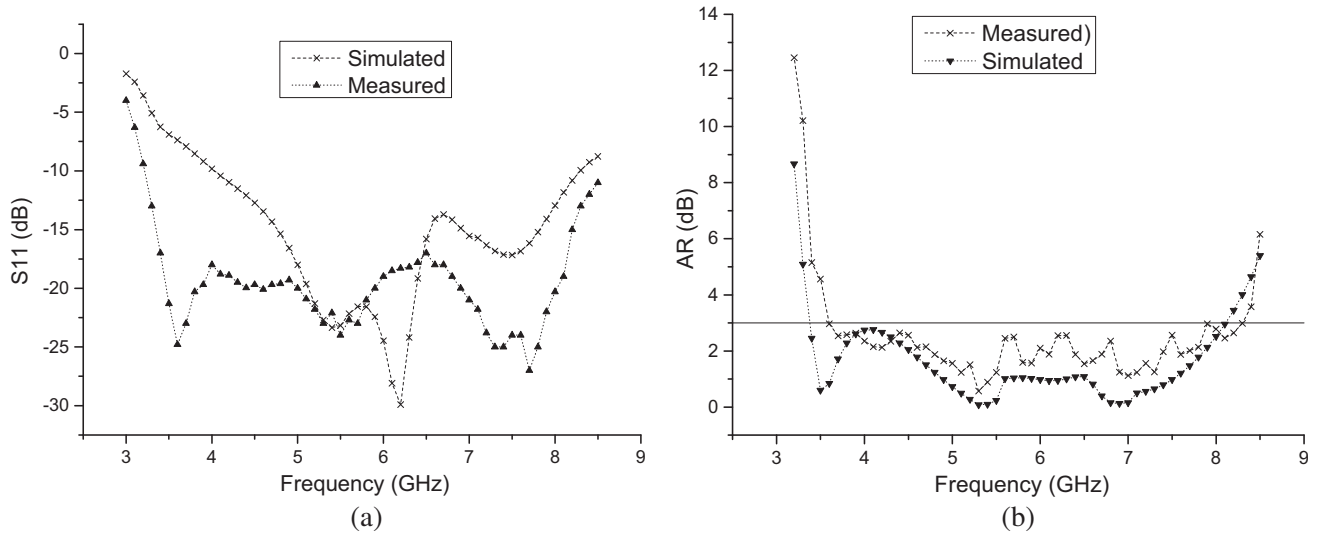 0
-5
-10
-15
-20
-25
-30
S11 (dB)
Simulated
Measured
3 4 5 6 7 8 9
Frequency (GHz)
(a)
14
12
10
8
6
4
2
0
AR (dB)
Measured)
Simulated
3 4 5 6 7 8 9
Frequency (GHz)
(b)